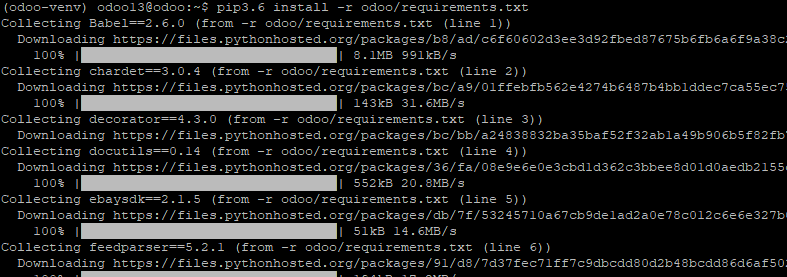 (odoo-venv) odoo13@odoo:~$ pip3.6 install -r odoo/requirements.txt
Collecting Babel==2.6.0 (from -r odoo/requirements.txt (line 1))
Downloading https://files.pythonhosted.org/packages/b8/ad/c6f60602d3ee3d92fbed87675b6fb6a6f9a38c2
100% | | 8.1MB 991kB/s
Collecting chardet==3.0.4 (from -r odoo/requirements.txt (line 2))
Downloading https://files.pythonhosted.org/packages/bc/a9/01ffebfb562e4274b6487b4bb1ddec7ca55ec7
100% | | 143kB 31.6MB/s
Collecting decorator==4.3.0 (from -r odoo/requirements.txt (line 3))
Downloading https://files.pythonhosted.org/packages/bc/bb/a24838832ba35baf52f32ab1a49b906b5f82fb7
Collecting docutils==0.14 (from -r odoo/requirements.txt (line 4))
Downloading https://files.pythonhosted.org/packages/36/fa/08e9e6e0e3cbd1d362c3bbee8d01d0aedb2155
100% | | 552kB 20.8MB/s
Collecting ebaysdk==2.1.5 (from -r odoo/requirements.txt (line 5))
Downloading https://files.pythonhosted.org/packages/db/7f/53245710a67cb9de1ad2a0e78c012c6e6e327b
100% | | 51kB 14.6MB/s
Collecting feedparser==5.2.1 (from -r odoo/requirements.txt (line 6))
Downloading https://files.pythonhosted.org/packages/91/d8/7d37fec71ff7c9dbcdd80d2b48bcdd86d6af502